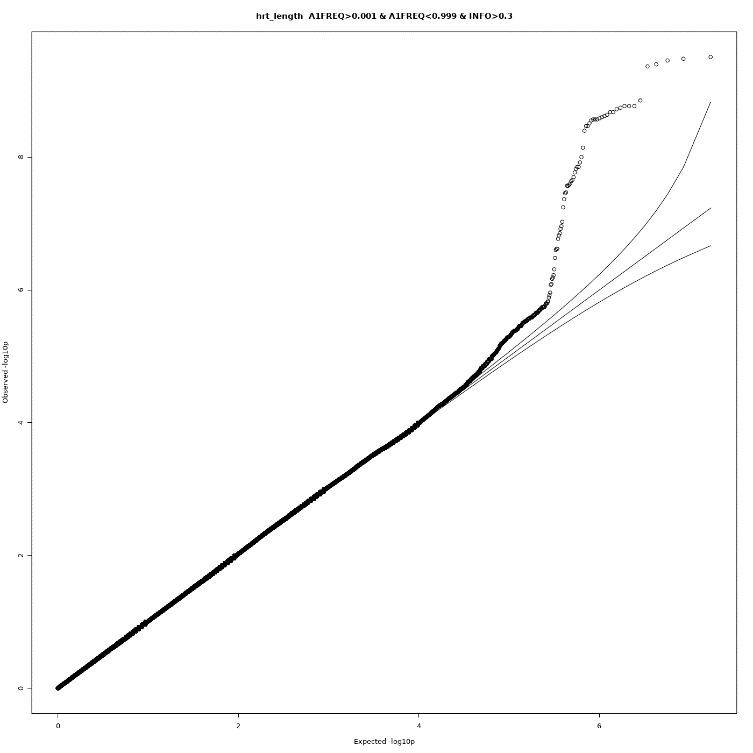 hrt_length A1FREQ>0.001 & A1FREQ<0.999 & INFO>0.3
8
6
4
2
0
Observed -log10p
0 2 4 6
Expected -log10p